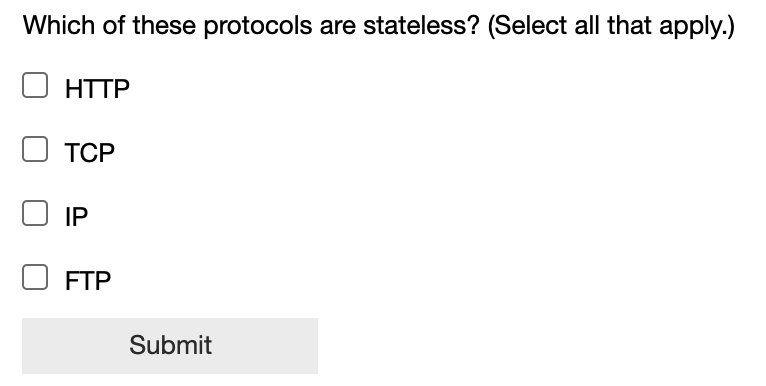 Which of these protocols are stateless? (Select all that apply.)
HTTP
TCP
IP
FTP
Submit